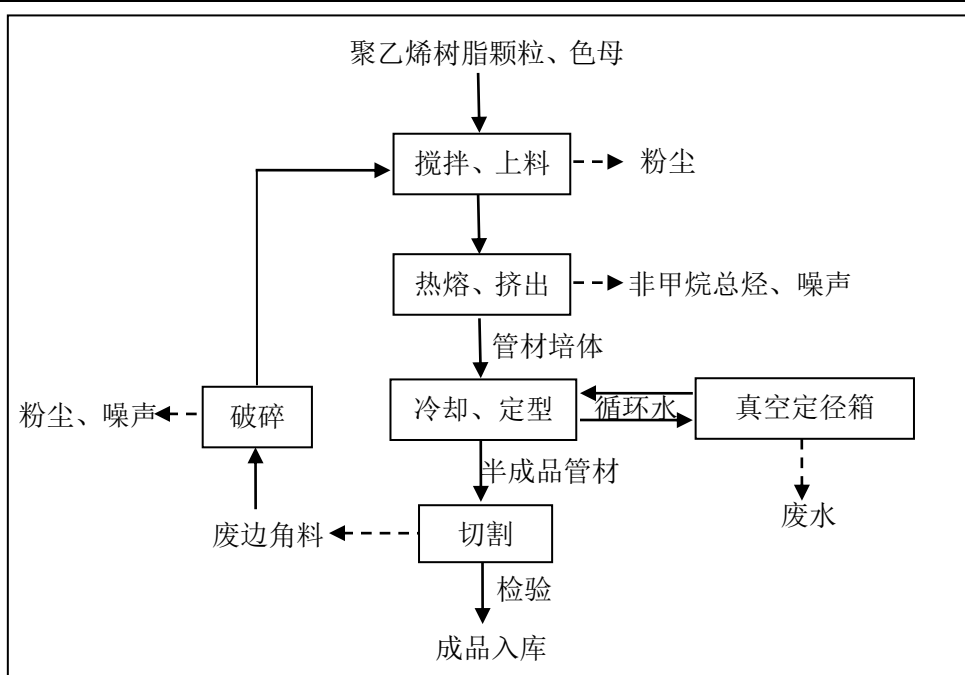 聚乙烯树脂颗粒、色母
搅拌、上料
粉尘
热熔、挤出
非甲烷总烃、噪声
管材培体
粉尘、噪声
破碎
冷却、定型
循环水
真空定径箱
半成品管材
废水
废边角料
切割
检验
成品入库